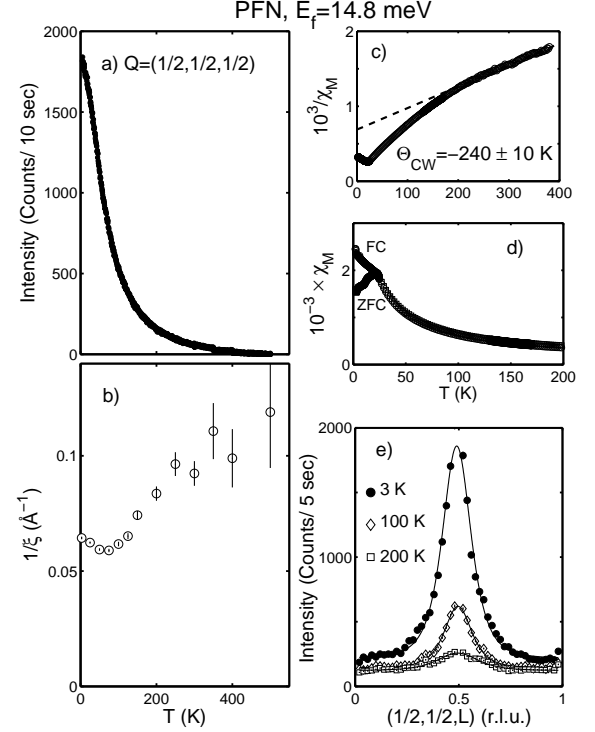 PFN, E_f=14.8 meV
a) Q=(1/2,1/2,1/2)
Intensity (Counts/ 10 sec)
2000
1500
1000
500
0
b)
1/ξ (Å⁻¹)
0.1
0.05
0
0 200 400
T (K)
c)
10³/χ_M
2
1
0
Θ_CW=−240 ± 10 K
0 100 200 300 400
d)
10⁻³ × χ_M
FC
ZFC
4
2
0
0 50 100 150 200
T (K)
e)
Intensity (Counts/ 5 sec)
2000
1000
0
3 K
100 K
200 K
0 0.5 1
(1/2,1/2,L) (r.l.u.)